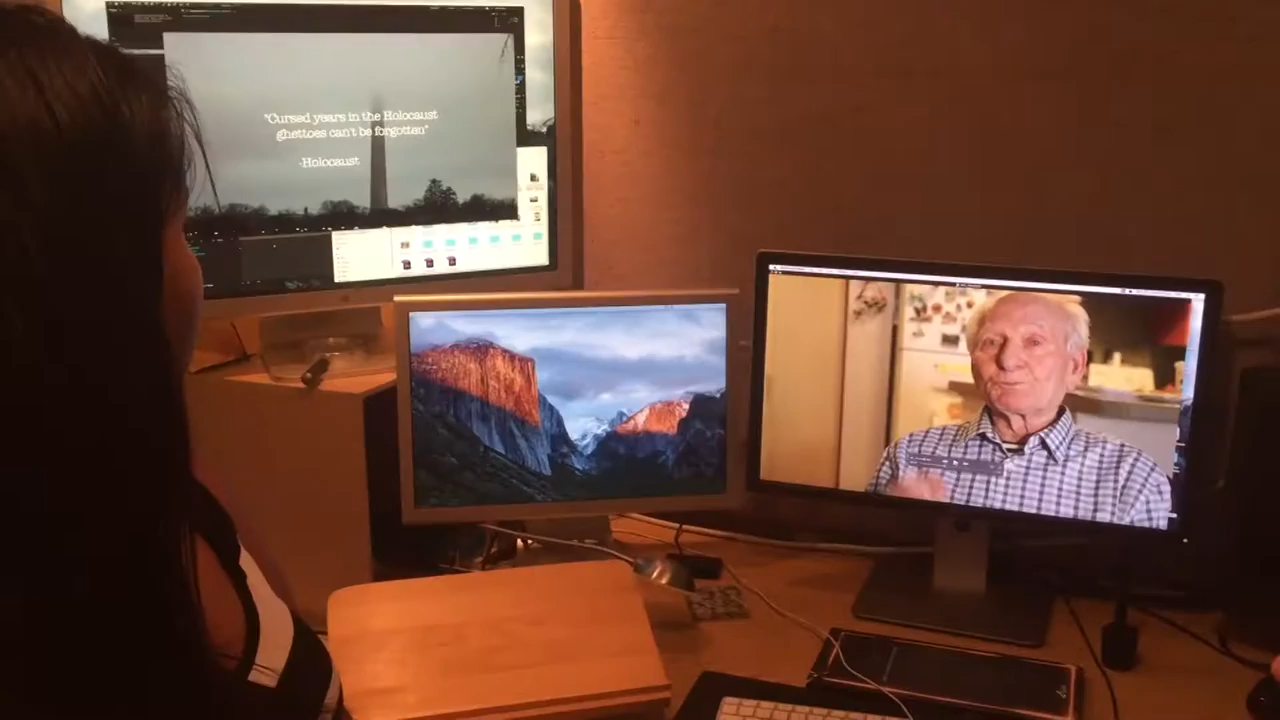 "Cursed years in the Holocaust
ghettoes can't be forgotten"
-Holocaust